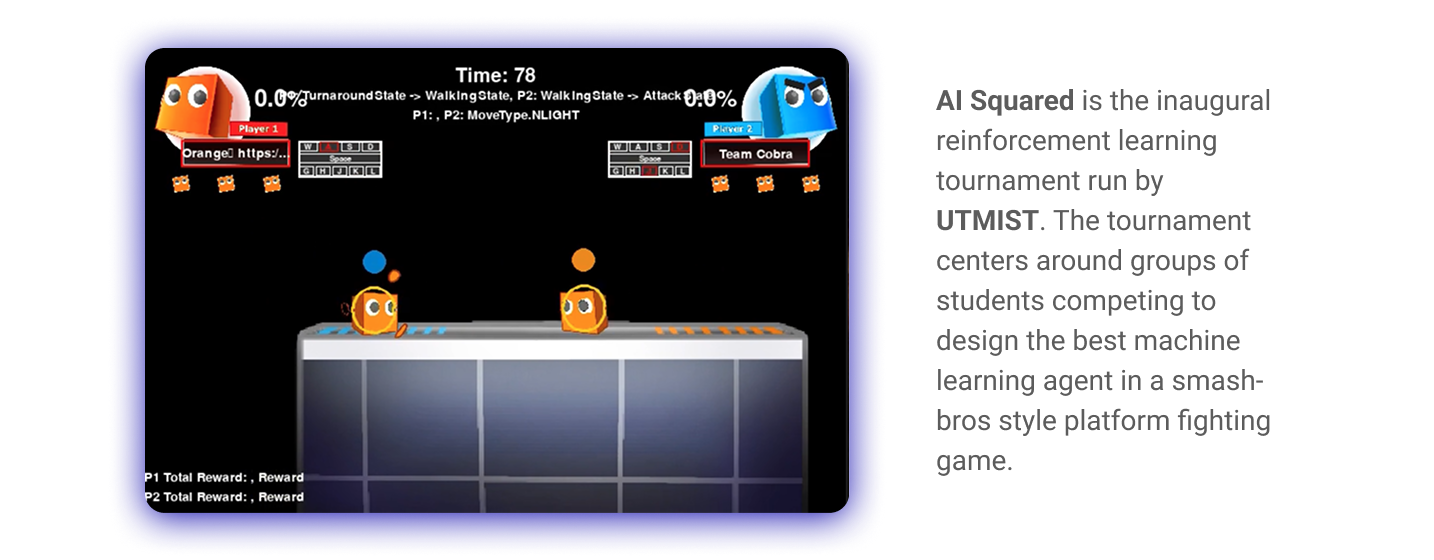 Time: 78
0.0%
TurnaroundState -> WalkingState, P2: WalkingState -> Attack
0.0%
P1: , P2: MoveType.NLIGHT
Player 1
Player 2
Orange https:/...
W A S D
Space
G H J K L
W A S D
Space
G H J K L
Team Cobra
P1 Total Reward: , Reward
P2 Total Reward: , Reward
AI Squared is the inaugural
reinforcement learning
tournament run by
UTMIST. The tournament
centers around groups of
students competing to
design the best machine
learning agent in a smash-
bros style platform fighting
game.